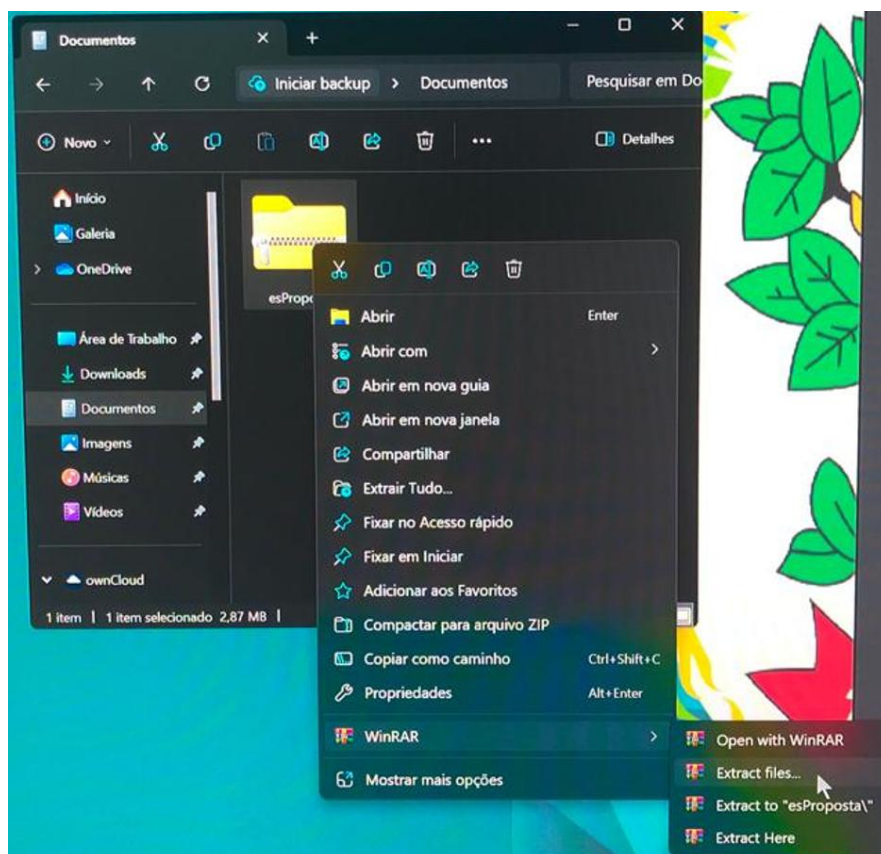 Documentos
Iniciar backup > Documentos
Pesquisar em Do
Novo
Detalhes
Início
Galeria
OneDrive
Área de Trabalho
Downloads
Documentos
Imagens
Músicas
Vídeos
ownCloud
1 item | 1 item selecionado 2,87 MB |
esPropo
Abrir Enter
Abrir com
Abrir em nova guia
Abrir em nova janela
Compartilhar
Extrair Tudo...
Fixar no Acesso rápido
Fixar em Iniciar
Adicionar aos Favoritos
Compactar para arquivo ZIP
Copiar como caminho Ctrl+Shift+C
Propriedades Alt+Enter
WinRAR
Mostrar mais opções
Open with WinRAR
Extract files...
Extract to "esProposta\"
Extract Here